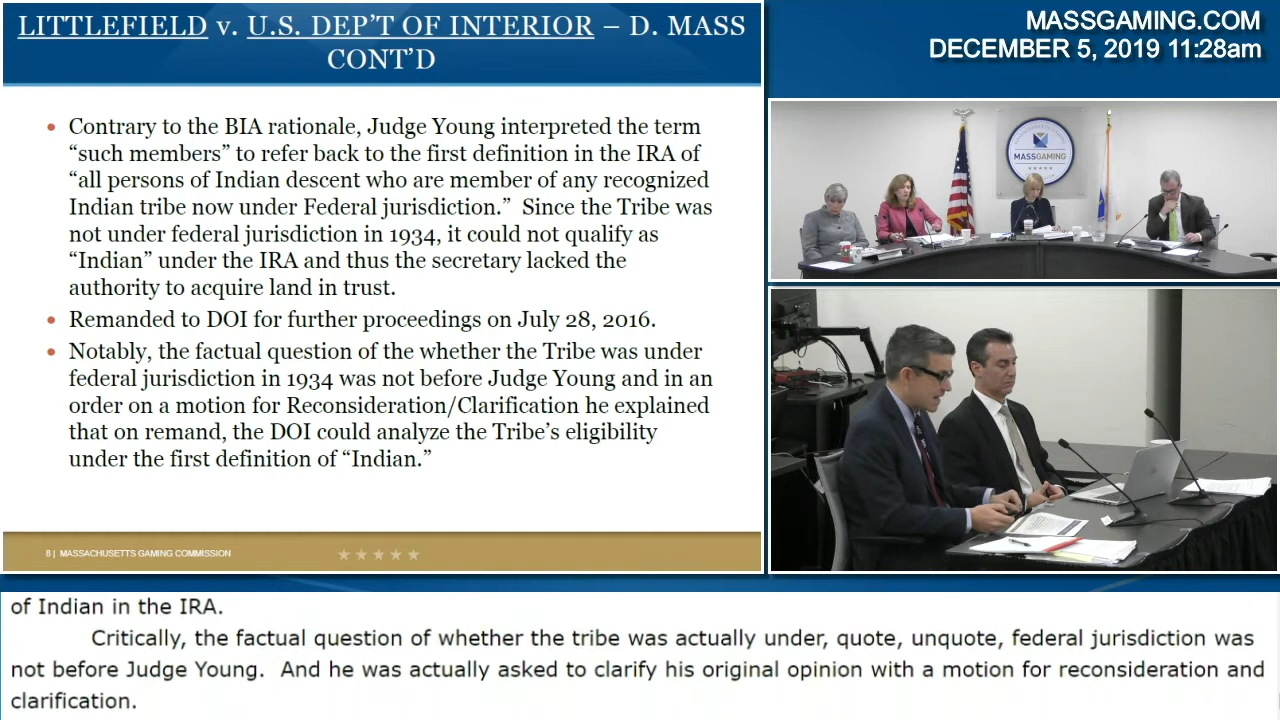 LITTLEFIELD v. U.S. DEP'T OF INTERIOR – D. MASS
CONT'D
• Contrary to the BIA rationale, Judge Young interpreted the term
“such members” to refer back to the first definition in the IRA of
“all persons of Indian descent who are member of any recognized
Indian tribe now under Federal jurisdiction.”  Since the Tribe was
not under federal jurisdiction in 1934, it could not qualify as
“Indian” under the IRA and thus the secretary lacked the
authority to acquire land in trust.
• Remanded to DOI for further proceedings on July 28, 2016.
• Notably, the factual question of the whether the Tribe was under
federal jurisdiction in 1934 was not before Judge Young and in an
order on a motion for Reconsideration/Clarification he explained
that on remand, the DOI could analyze the Tribe’s eligibility
under the first definition of “Indian.”
8 | MASSACHUSETTS GAMING COMMISSION
MASSGAMING.COM
DECEMBER 5, 2019 11:28am
MASSGAMING
of Indian in the IRA.
Critically, the factual question of whether the tribe was actually under, quote, unquote, federal jurisdiction was
not before Judge Young.  And he was actually asked to clarify his original opinion with a motion for reconsideration and
clarification.